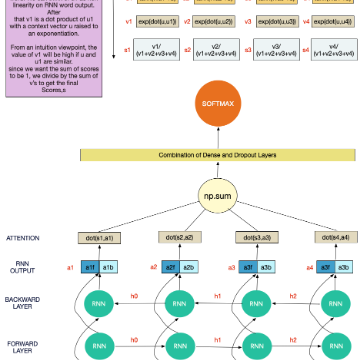 linearity on RNN word output.
After
that v1 is a dot product of u1
with a context vector u raised to
an exponentiation.
From an intuition viewpoint, the
value of v1 will be high if u and
u1 are similar.
since we want the sum of scores
to be 1, we divide by the sum of
v's to get the final
Scores,s
v1 exp(dot(u,u1)) v2 exp(dot(u,u2)) v3 exp(dot(u,u3)) v4 exp(dot(u,u4))
s1 v1/ (v1+v2+v3+v4) s2 v2/ (v1+v2+v3+v4) s3 v3/ (v1+v2+v3+v4) s4 v4/ (v1+v2+v3+v4)
SOFTMAX
Combination of Dense and Dropout Layers
np.sum
ATTENTION dot(s1,a1) dot(s2,a2) dot(s3,a3) dot(s4,a4)
RNN
OUTPUT a1 a1f a1b a2 a2f a2b a3 a3f a3b a4 a3f a3b
h0 h1 h2
BACKWARD
LAYER RNN RNN RNN RNN
FORWARD
LAYER RNN h0 RNN h1 RNN h2 RNN